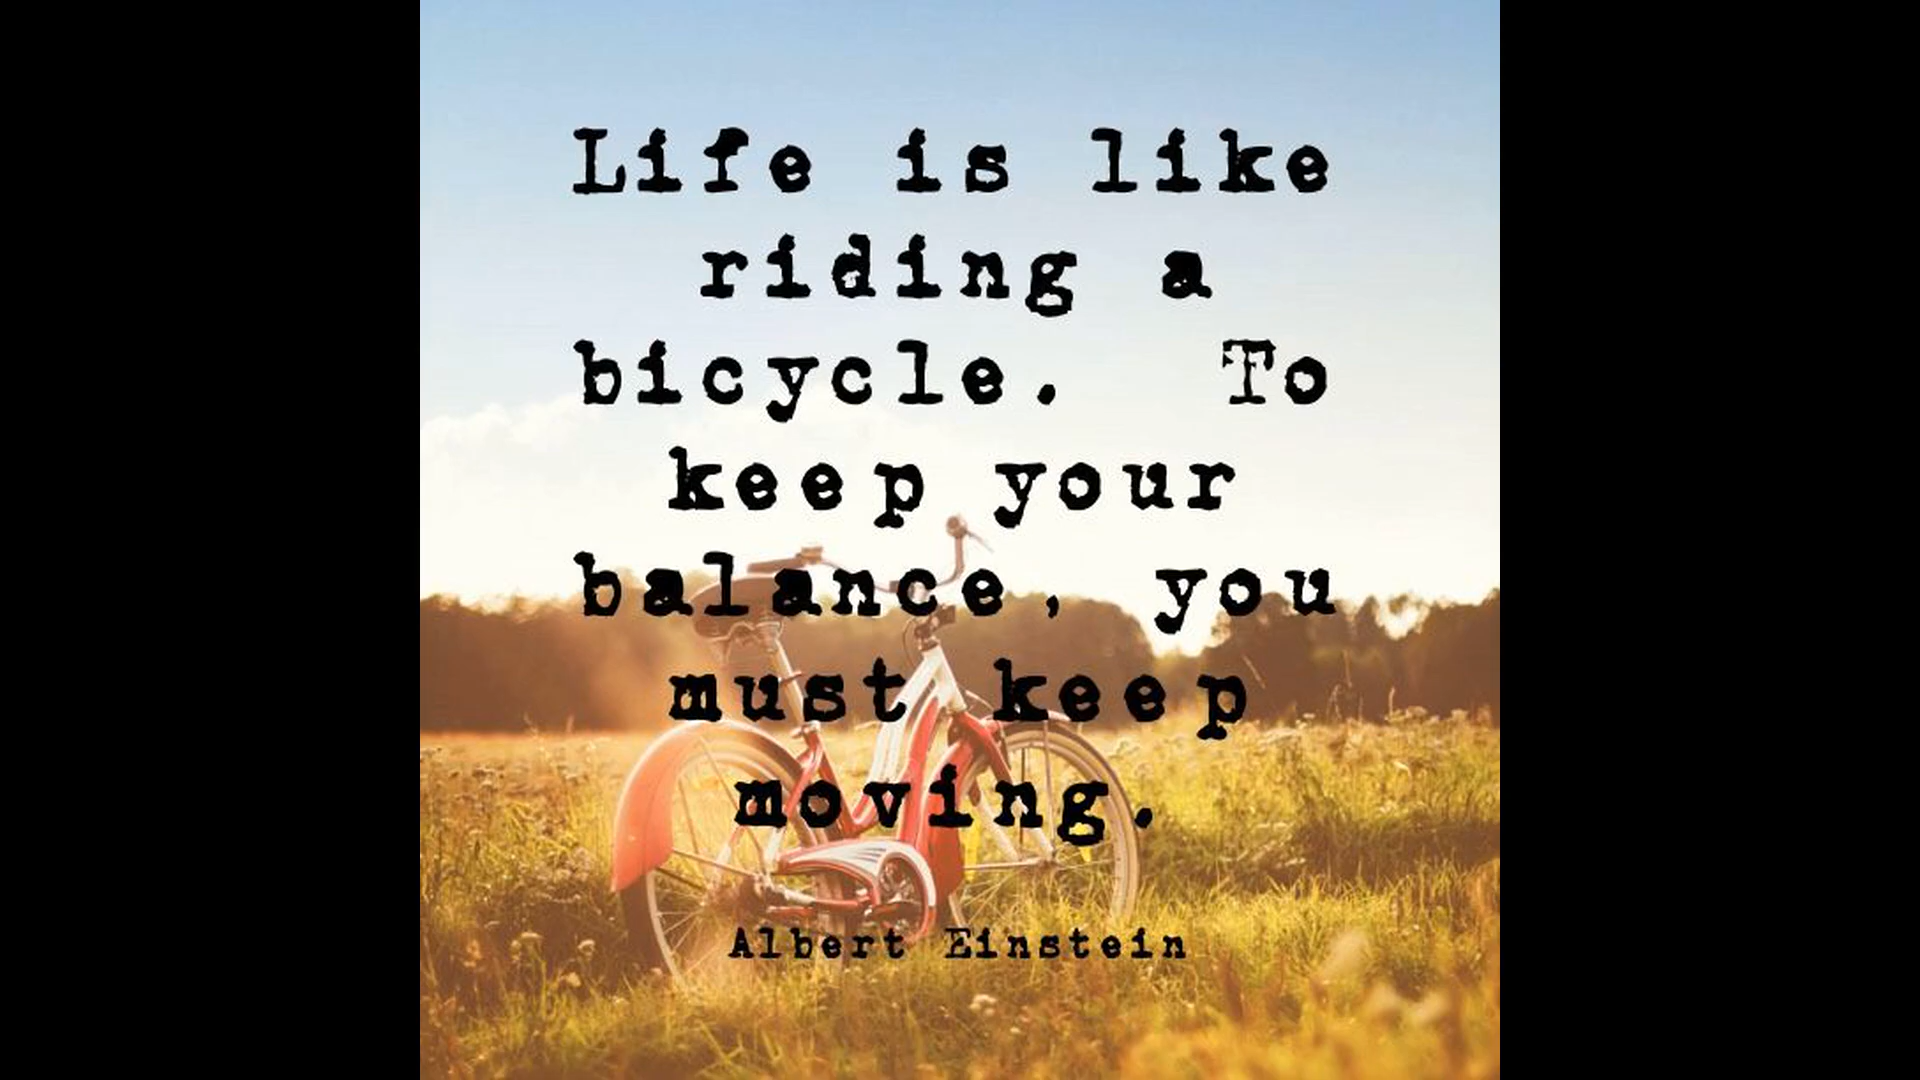 Life is like
riding a
bicycle. To
keep your
balance, you
must keep
moving.
Albert Einstein